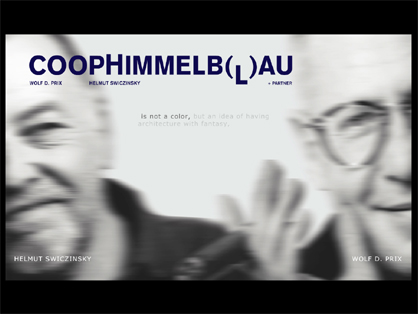 COOPHIMMELB(L)AU
WOLF D. PRIX HELMUT SWICZINSKY + PARTNER
Is not a color, but an idea of having
architecture with fantasy.
HELMUT SWICZINSKY WOLF D. PRIX